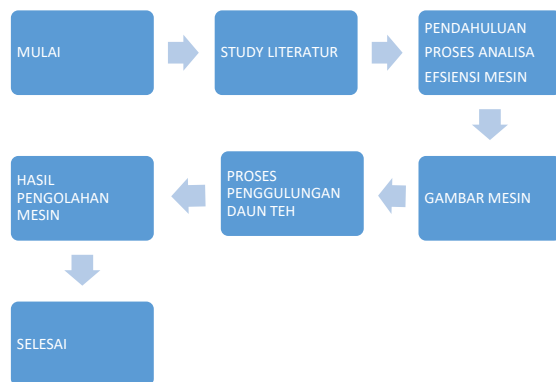 MULAI
STUDY LITERATUR
PENDAHULUAN
PROSES ANALISA
EFSIENSI MESIN
GAMBAR MESIN
PROSES
PENGGULUNGAN
DAUN TEH
HASIL
PENGOLAHAN
MESIN
SELESAI